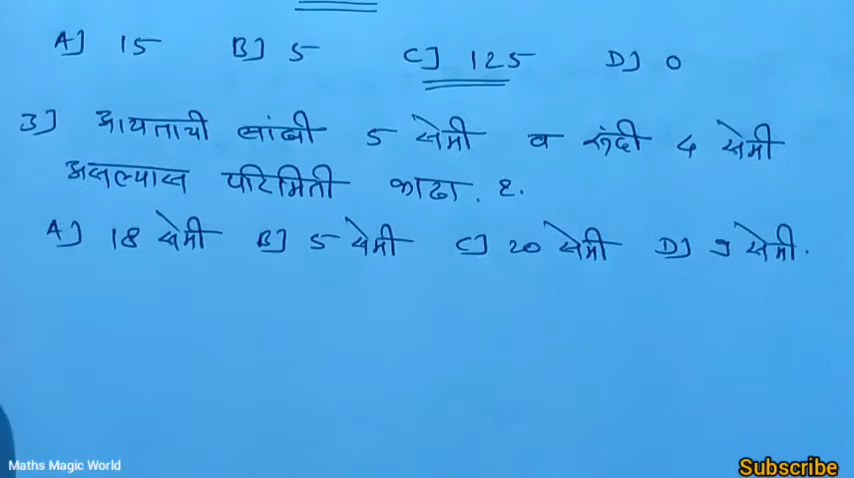 A] 15 B] 5 C] 125 D] 0
3] आयताची लांबी 5 सेमी व रुंदी 4 सेमी
असल्यास परिमिती काढा. ?.
A] 18 सेमी B] 5 सेमी C] 20 सेमी D] 9 सेमी.
Maths Magic World
Subscribe